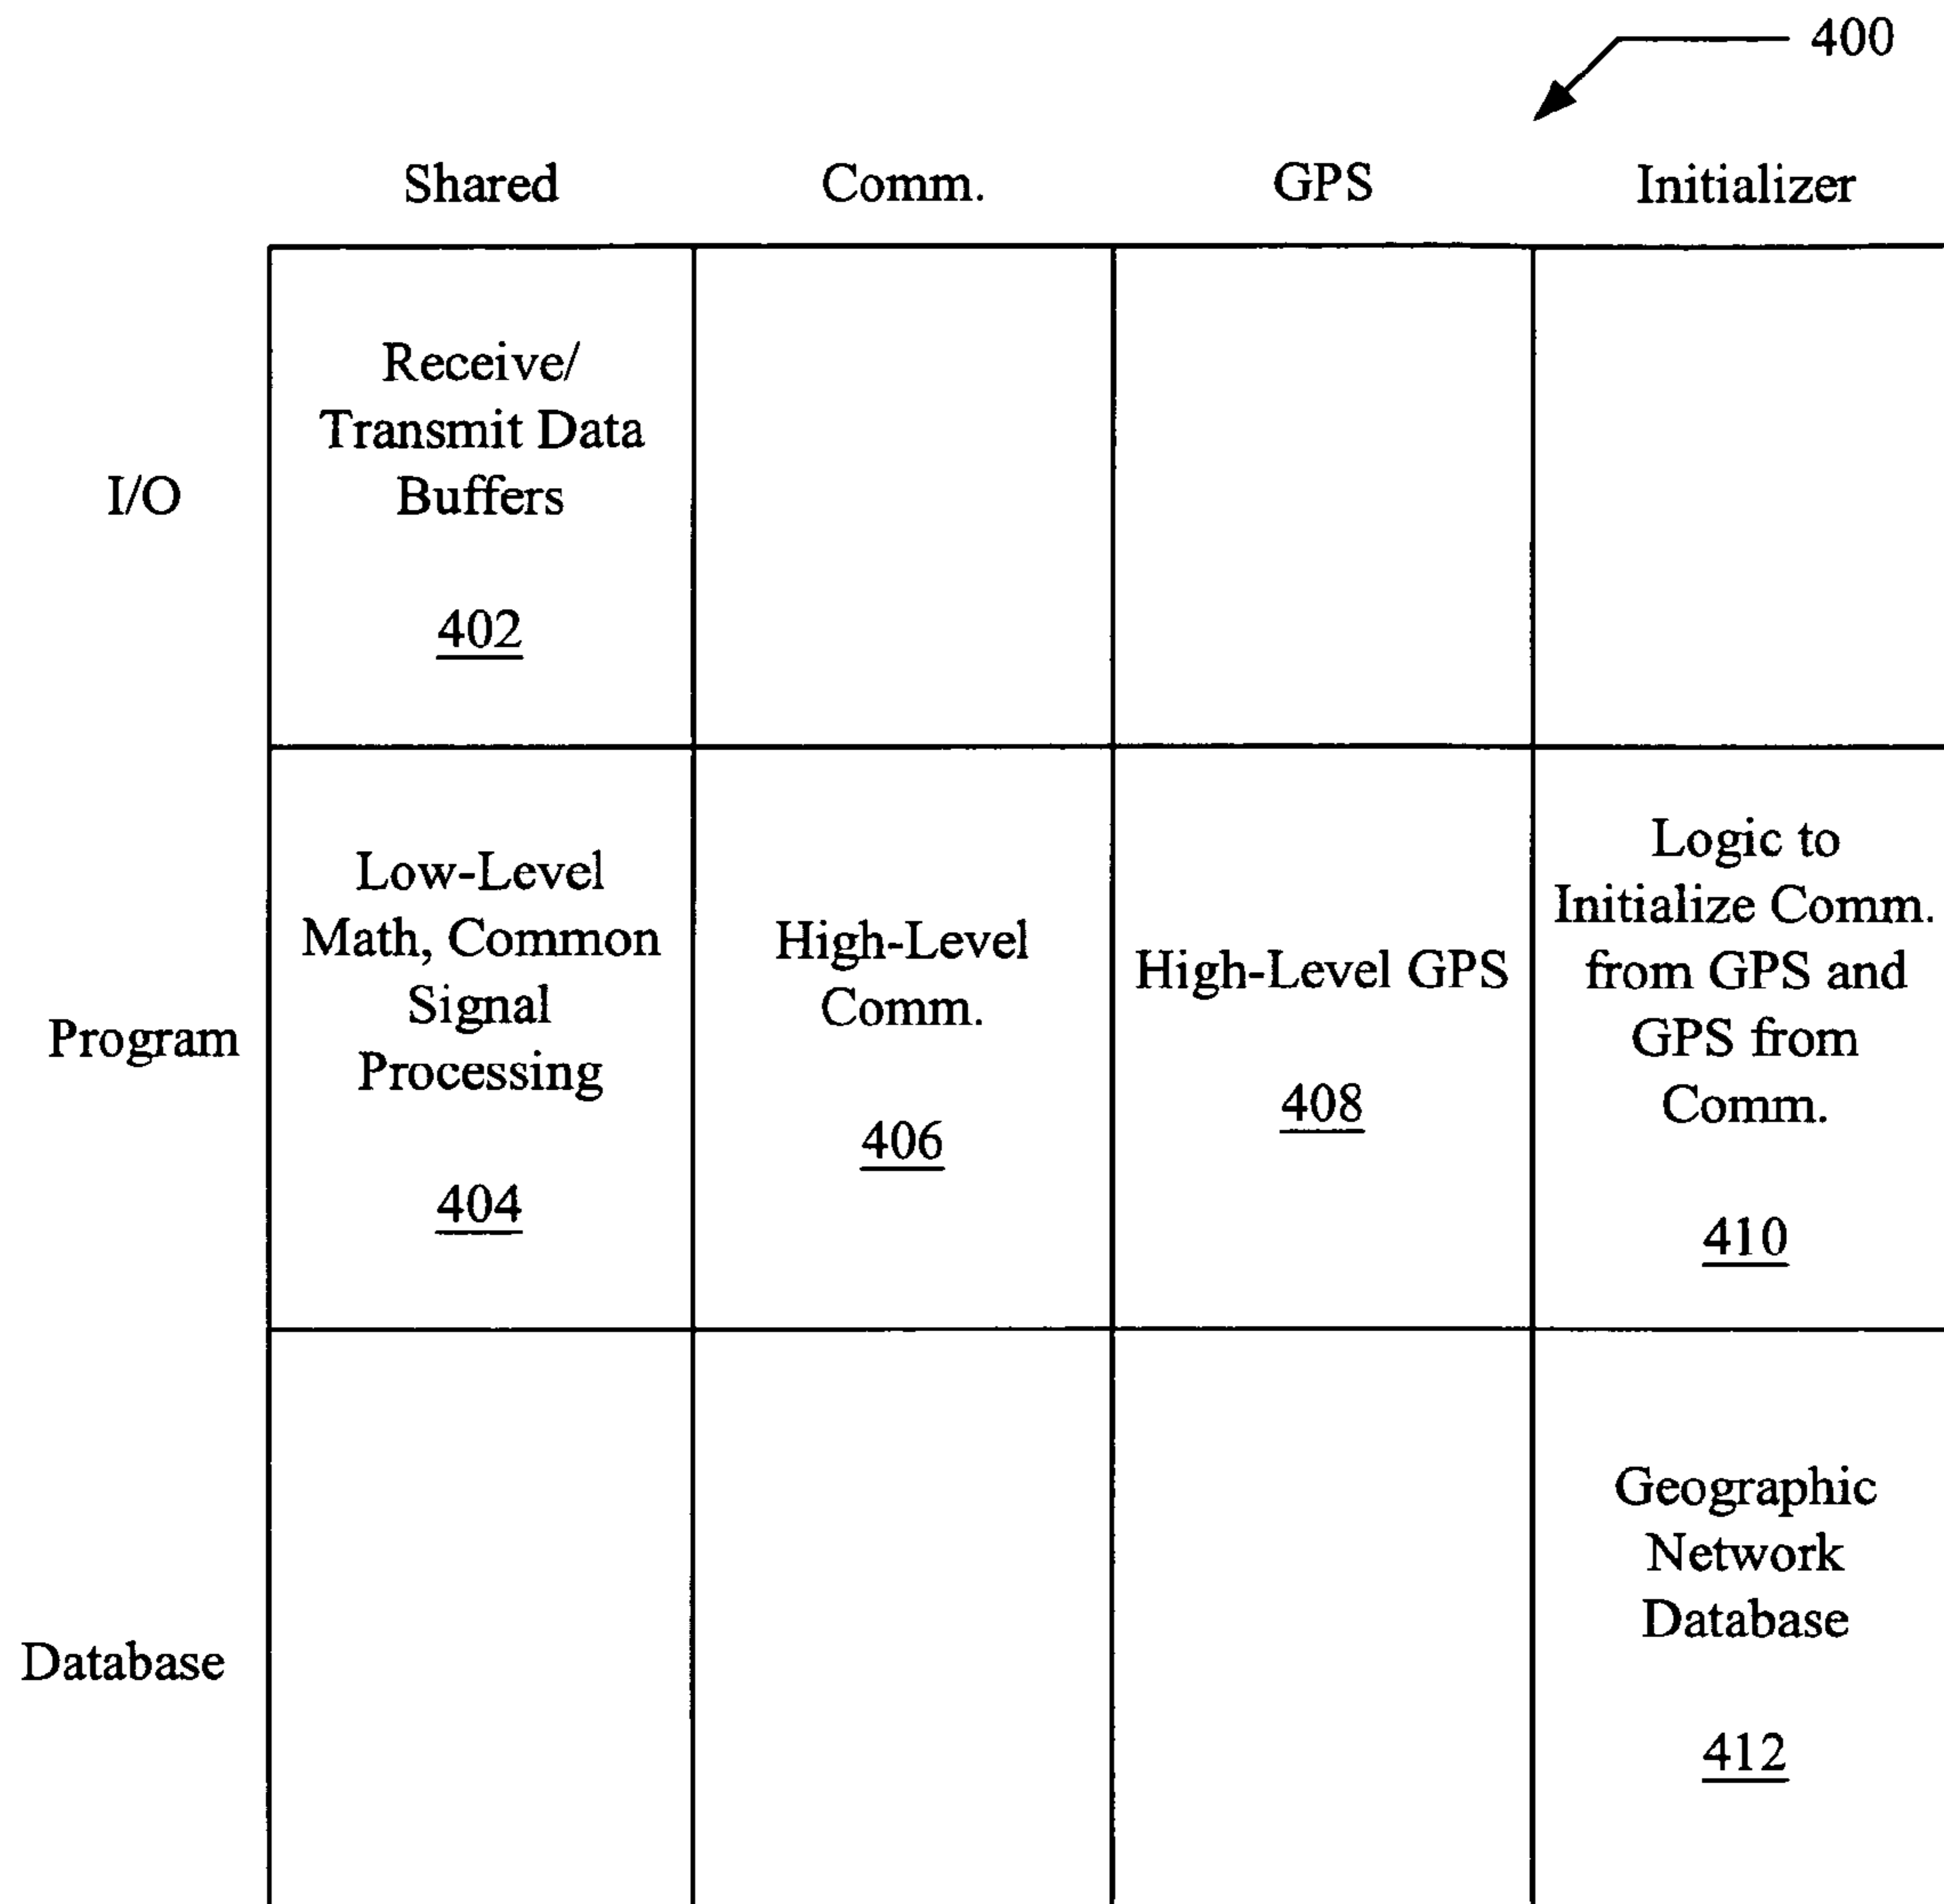 400
Shared
Comm.
GPS
Initializer
I/O
Receive/
Transmit Data
Buffers
402
Program
Low-Level
Math, Common
Signal
Processing
404
High-Level
Comm.
406
High-Level GPS
408
Logic to
Initialize Comm.
from GPS and
GPS from
Comm.
410
Database
Geographic
Network
Database
412